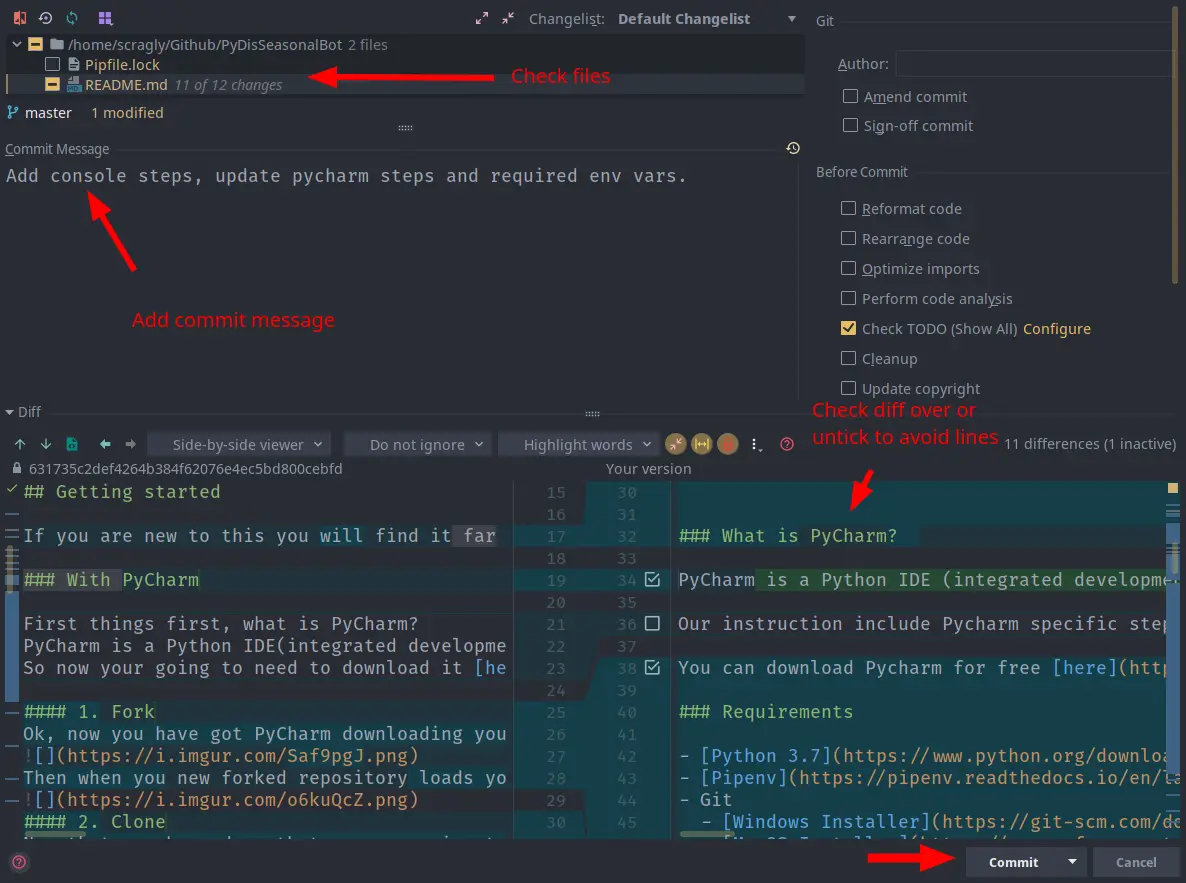 Changelist: Default Changelist
Git
/home/scragly/Github/PyDisSeasonalBot 2 files
Pipfile.lock
README.md 11 of 12 changes
Check files
Author:
master 1 modified
Amend commit
Sign-off commit
Commit Message
Add console steps, update pycharm steps and required env vars.
Add commit message
Before Commit
Reformat code
Rearrange code
Optimize imports
Perform code analysis
Check TODO (Show All) Configure
Cleanup
Update copyright
Diff
Check diff over or
untick to avoid lines
Side-by-side viewer
Do not ignore
Highlight words
11 differences (1 inactive)
631735c2def4264b384f62076e4ec5bd800cebfd
Your version
## Getting started 15 30
16 31
If you are new to this you will find it far 17 32 ### What is PyCharm?
18 33
### With PyCharm 19 34 PyCharm is a Python IDE (integrated developme
20 35
First things first, what is PyCharm? 21 36 Our instruction include Pycharm specific step
PyCharm is a Python IDE(integrated developme 22 37
So now your going to need to download it [he 23 38 You can download Pycharm for free [here](http
24 39
#### 1. Fork 25 40 ### Requirements
Ok, now you have got PyCharm downloading you 26 41
![](https://i.imgur.com/Saf9pgJ.png) 27 42 - [Python 3.7](https://www.python.org/downloa
Then when you new forked repository loads yo 28 43 - [Pipenv](https://pipenv.readthedocs.io/en/la
![](https://i.imgur.com/o6kuQcZ.png) 29 44 - Git
#### 2. Clone 30 45 - [Windows Installer](https://git-scm.com/do
Commit
Cancel